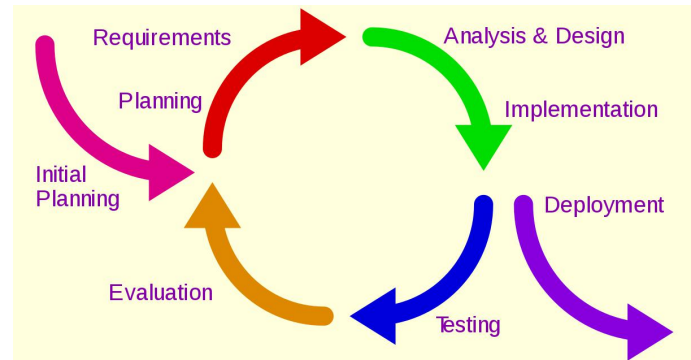 Requirements
Analysis & Design
Planning
Implementation
Initial
Planning
Deployment
Evaluation
Testing